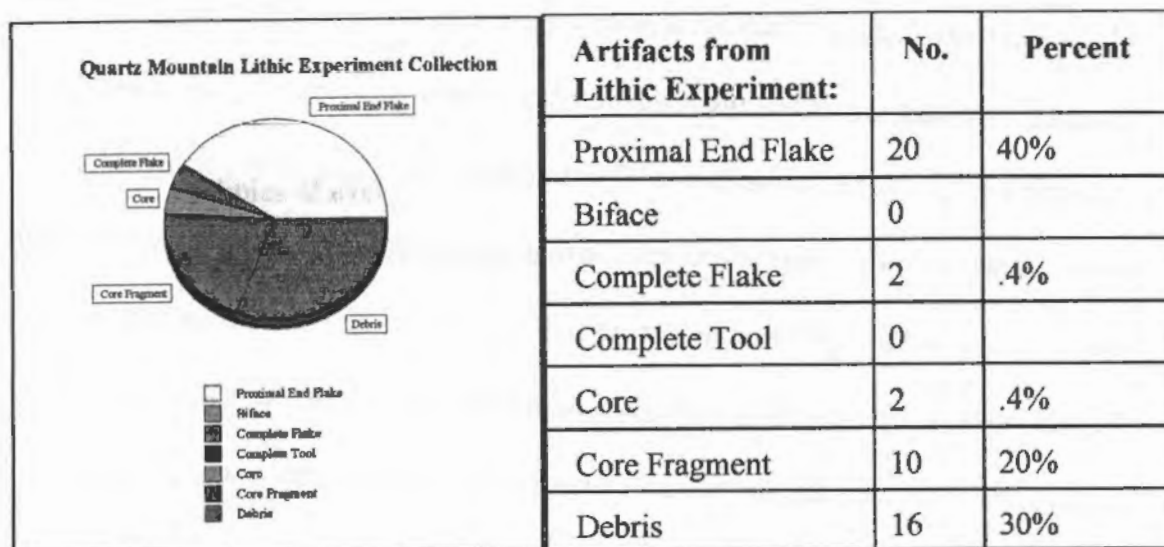 Quartz Mountain Lithic Experiment Collection
Proximal End Flake
Complete Flake
Core
Core Fragment
Debris
Proximal End Flake
Biface
Complete Flake
Complete Tool
Core
Core Fragment
Debris
Artifacts from Lithic Experiment: No. Percent
Proximal End Flake 20 40%
Biface 0
Complete Flake 2 .4%
Complete Tool 0
Core 2 .4%
Core Fragment 10 20%
Debris 16 30%